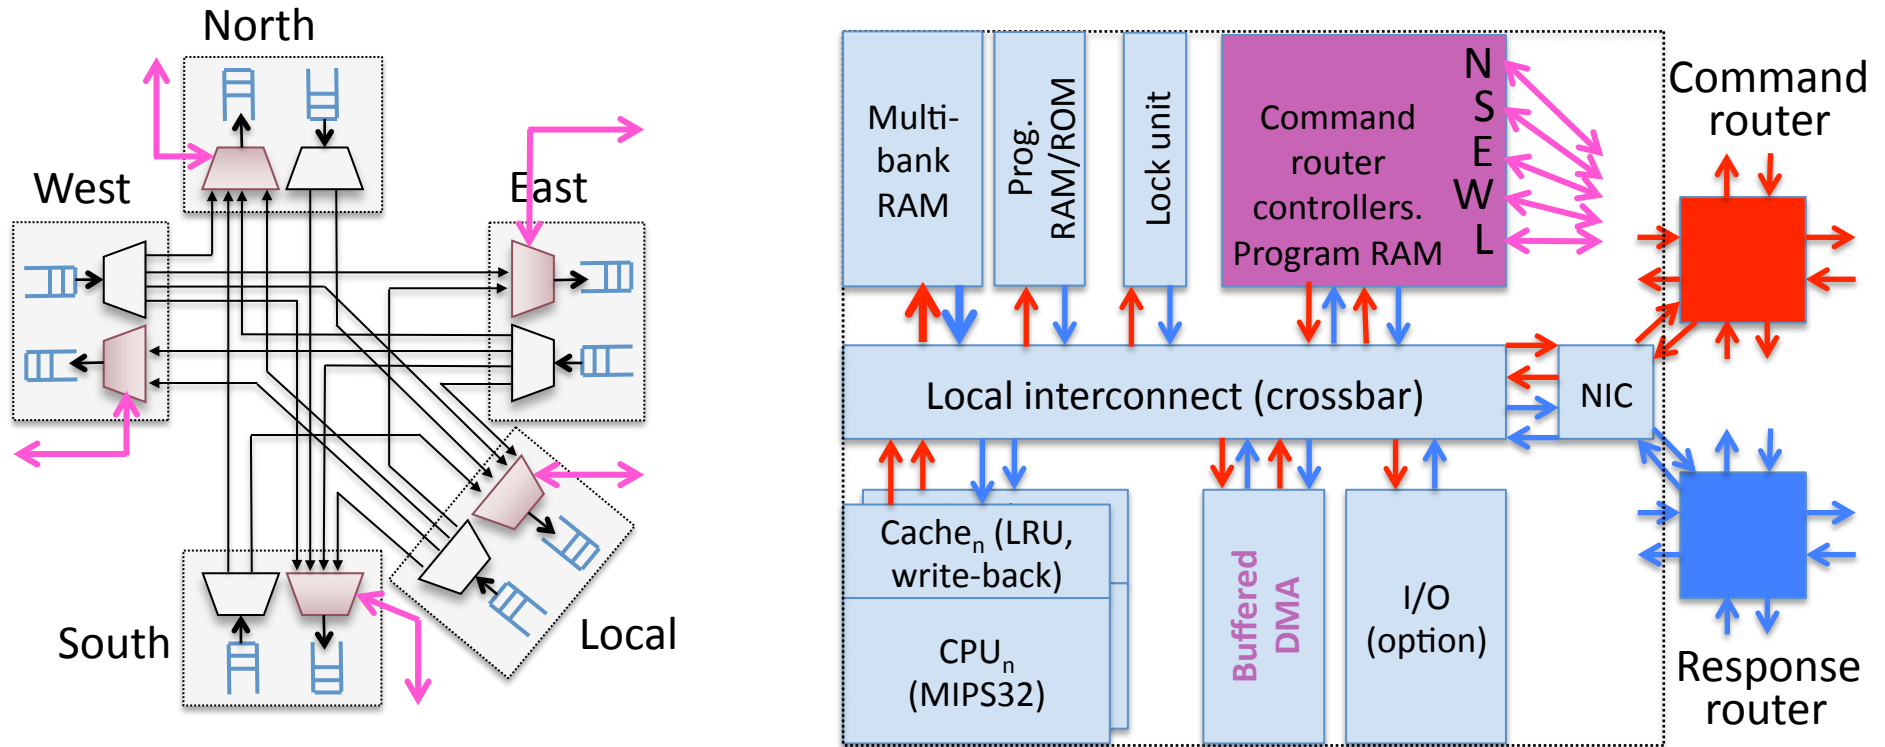 North
West
East
South
Local
Multi-
bank
RAM
Prog.
RAM/ROM
Lock unit
Command
router
controllers.
Program RAM
N
S
E
W
L
Command
router
Local interconnect (crossbar)
NIC
Cacheₙ (LRU,
write-back)
CPUₙ
(MIPS32)
Buffered
DMA
I/O
(option)
Response
router